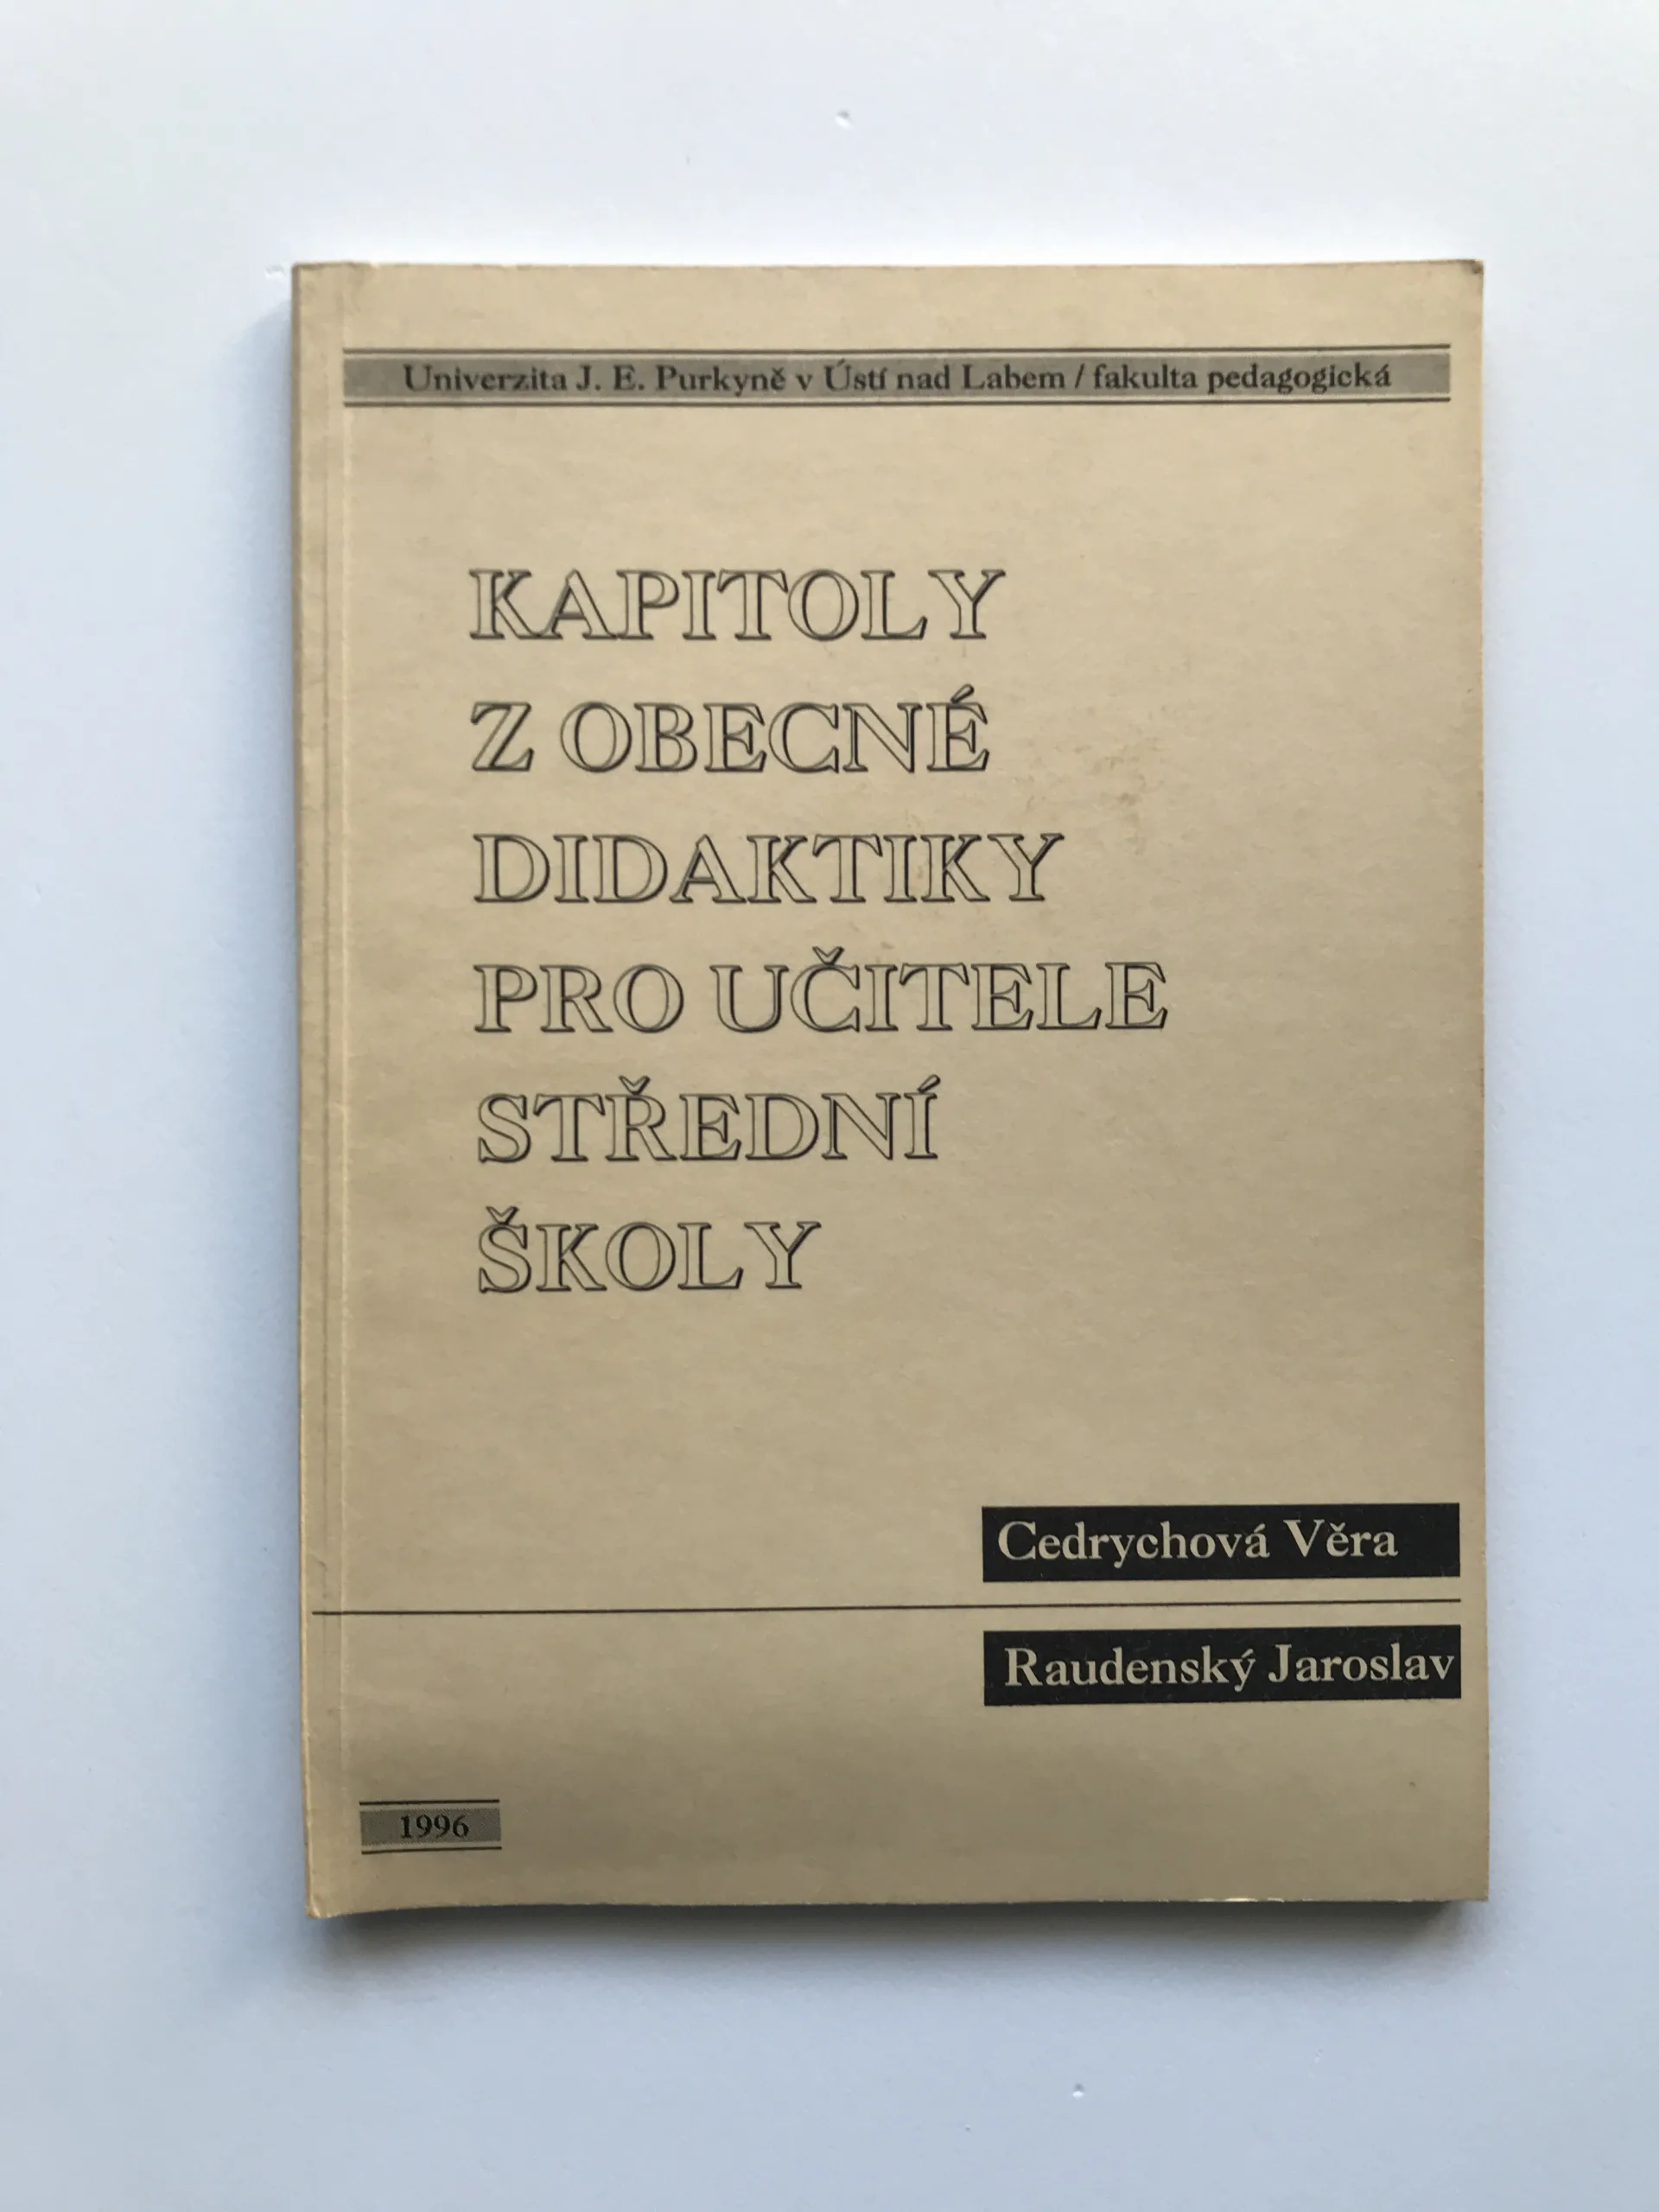 Univerzita J. E. Purkyně v Ústí nad Labem / fakulta pedagogická
KAPITOLY
Z OBECNÉ
DIDAKTIKY
PRO UČITELE
STŘEDNÍ
ŠKOLY
Cedrychová Věra
Raudenský Jaroslav
1996